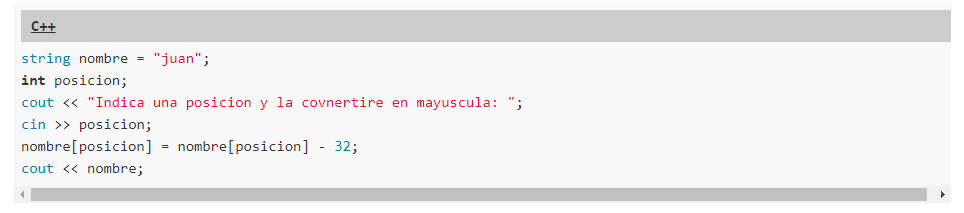 C++
string nombre = "juan";
int posicion;
cout << "Indica una posicion y la covnertire en mayuscula: ";
cin >> posicion;
nombre[posicion] = nombre[posicion] - 32;
cout << nombre;